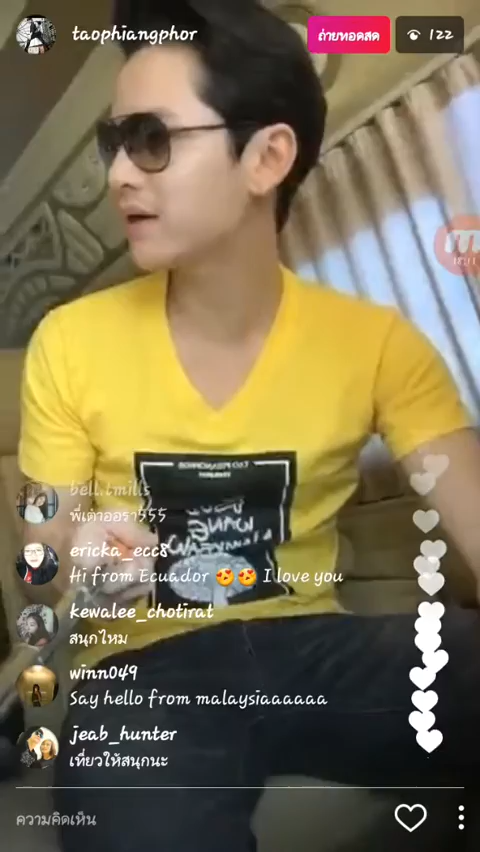 taophiangphor
ถ่ายทอดสด
122
bell.tmills
พี่เต๋าออรา555
ericka_ecc8
Hi from Ecuador 😍😍 I love you
kewalee_chotirat
สนุกไหม
winn049
Say hello from malaysiaaaaaa
jeab_hunter
เที่ยวให้สนุกนะ
ความคิดเห็น